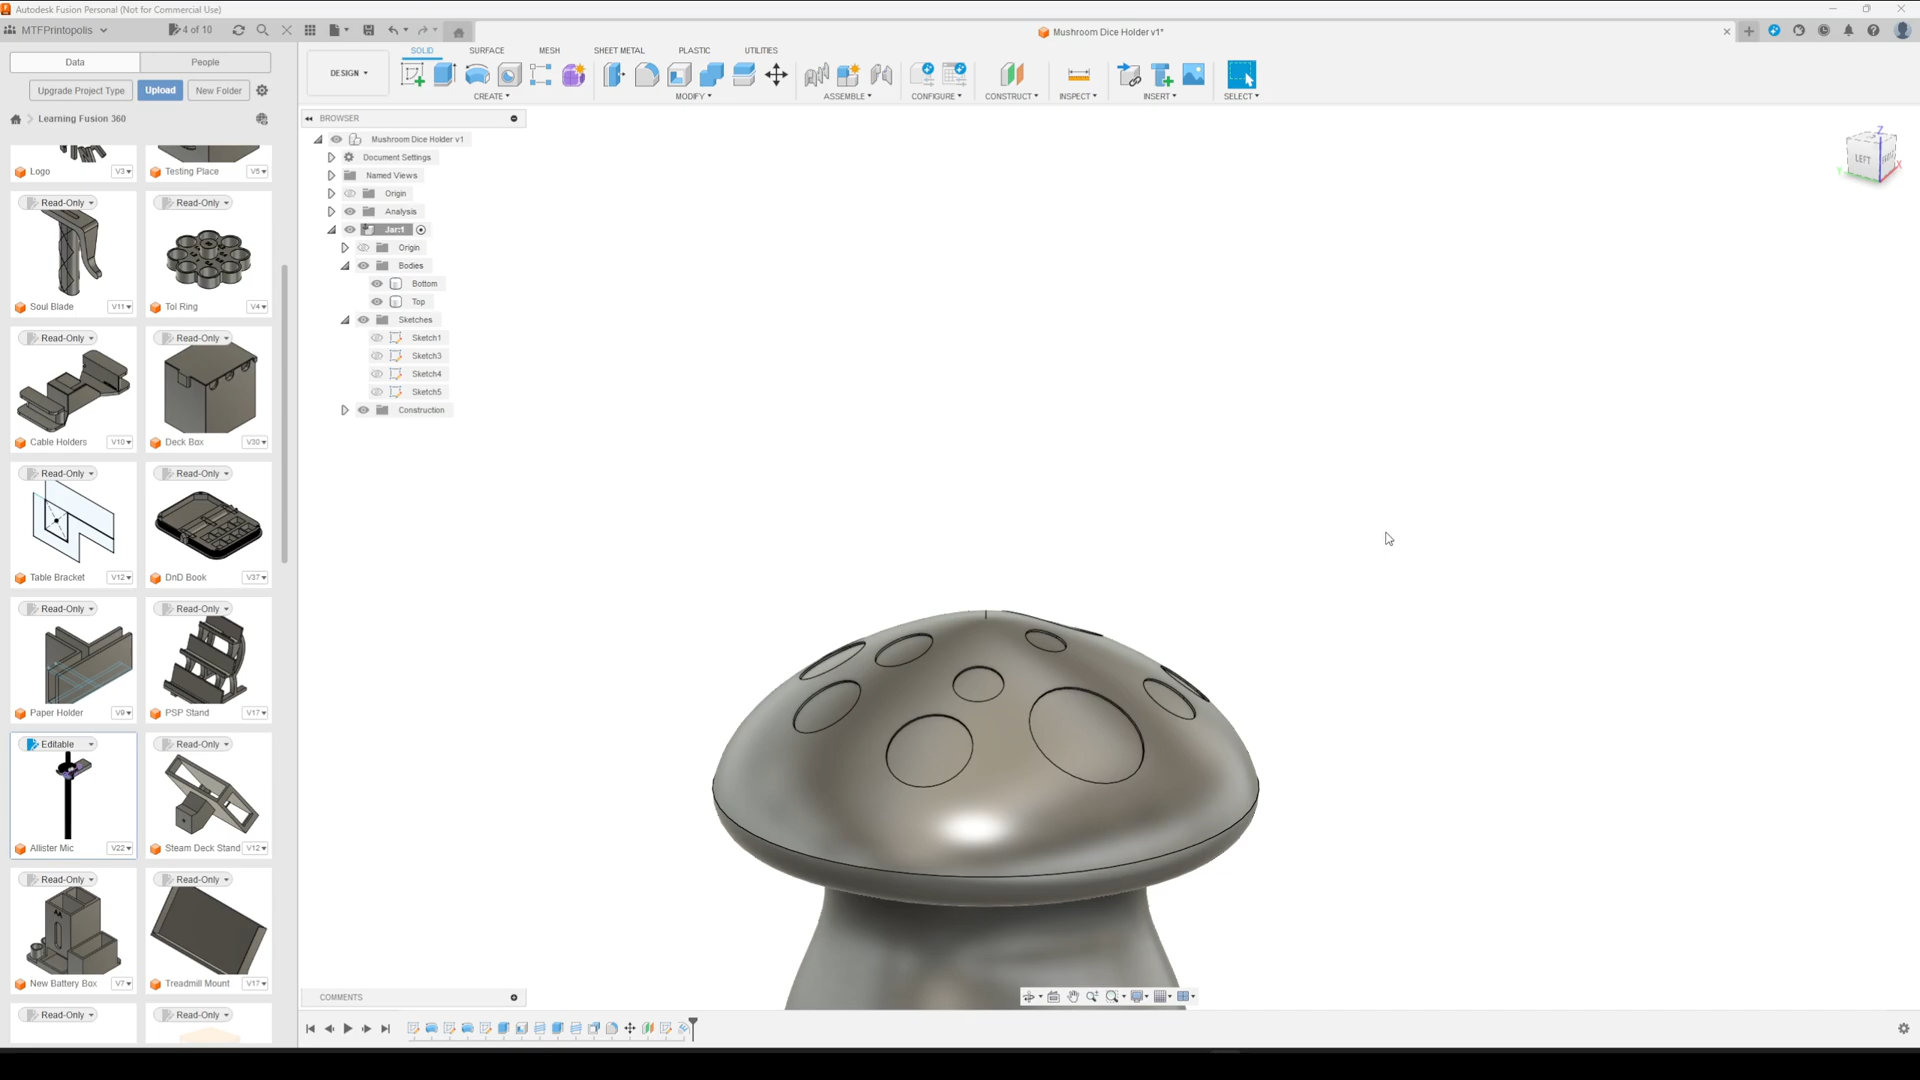 Autodesk Fusion Personal (Not for Commercial Use)
MTFPrintopolis
4 of 10
Mushroom Dice Holder v1*
Data
People
Upgrade Project Type
Upload
New Folder
Learning Fusion 360
Logo
V3
Testing Place
V5
Read-Only
Read-Only
Soul Blade
V11
Tol Ring
V4
Read-Only
Read-Only
Cable Holders
V10
Deck Box
V30
Read-Only
Read-Only
Table Bracket
V12
DnD Book
V37
Read-Only
Read-Only
Paper Holder
V9
PSP Stand
V17
Editable
Read-Only
Allister Mic
V22
Steam Deck Stand
V12
Read-Only
Read-Only
New Battery Box
V7
Treadmill Mount
V17
Read-Only
Read-Only
DESIGN
SOLID
SURFACE
MESH
SHEET METAL
PLASTIC
UTILITIES
CREATE
MODIFY
ASSEMBLE
CONFIGURE
CONSTRUCT
INSPECT
INSERT
SELECT
BROWSER
Mushroom Dice Holder v1
Document Settings
Named Views
Origin
Analysis
Jar:1
Origin
Bodies
Bottom
Top
Sketches
Sketch1
Sketch3
Sketch4
Sketch5
Construction
Z
LEFT
X
Y
COMMENTS